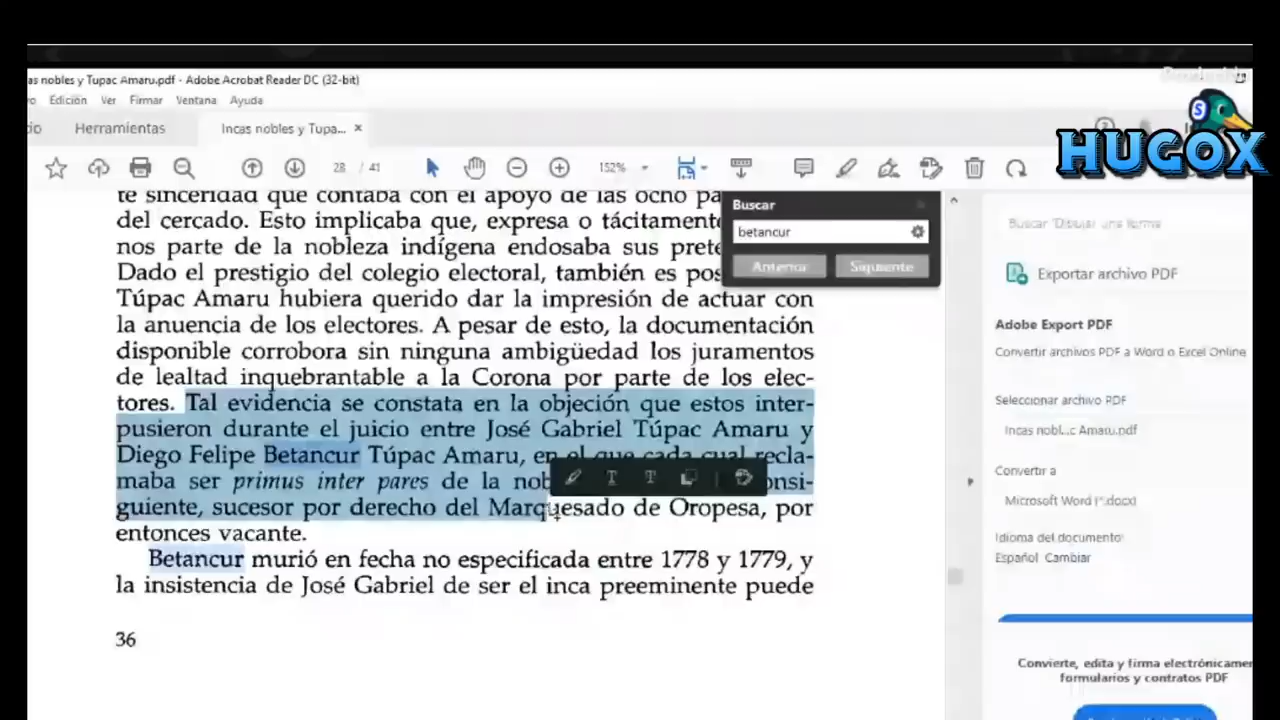 as nobles y Tupac Amaru.pdf - Adobe Acrobat Reader DC (32-bit)
Edición Ver Firmar Ventana Ayuda
io Herramientas Incas nobles y Tupa... ×
HUGOX
28 / 41 152%
te sinceridad que contaba con el apoyo de las ocho pa
del cercado. Esto implicaba que, expresa o tácitament
nos parte de la nobleza indígena endosaba sus prete
Dado el prestigio del colegio electoral, también es pos
Túpac Amaru hubiera querido dar la impresión de actuar con
la anuencia de los electores. A pesar de esto, la documentación
disponible corrobora sin ninguna ambigüedad los juramentos
de lealtad inquebrantable a la Corona por parte de los elec-
tores. Tal evidencia se constata en la objeción que estos inter-
pusieron durante el juicio entre José Gabriel Túpac Amaru y
Diego Felipe Betancur Túpac Amaru, en el que cada cual recla-
maba ser primus inter pares de la nob onsi-
guiente, sucesor por derecho del Marquesado de Oropesa, por
entonces vacante.
Betancur murió en fecha no especificada entre 1778 y 1779, y
la insistencia de José Gabriel de ser el inca preeminente puede
36
Buscar
betancur
Anterior Siguiente
Buscar 'Dibujar una forma
Exportar archivo PDF
Adobe Export PDF
Convertir archivos PDF a Word o Excel Online
Seleccionar archivo PDF
Incas nobl...c Amaru.pdf
Convertir a
Microsoft Word (*.docx)
Idioma del documento:
Español Cambiar
Convierte, edita y firma electrónicamen
formularios y contratos PDF